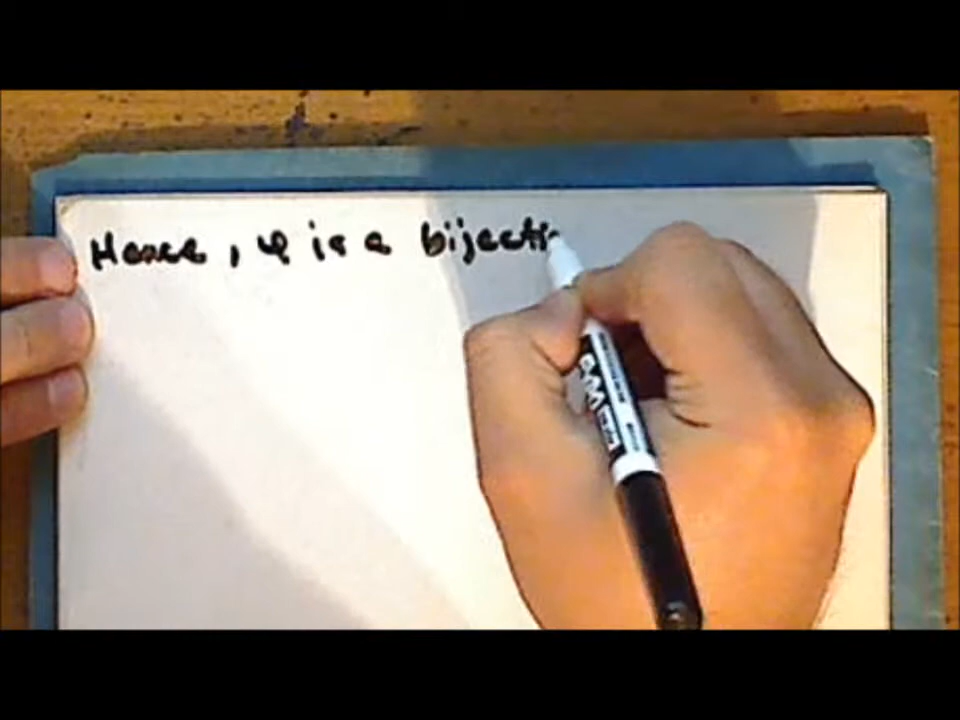 Hence, φ is a bijecti